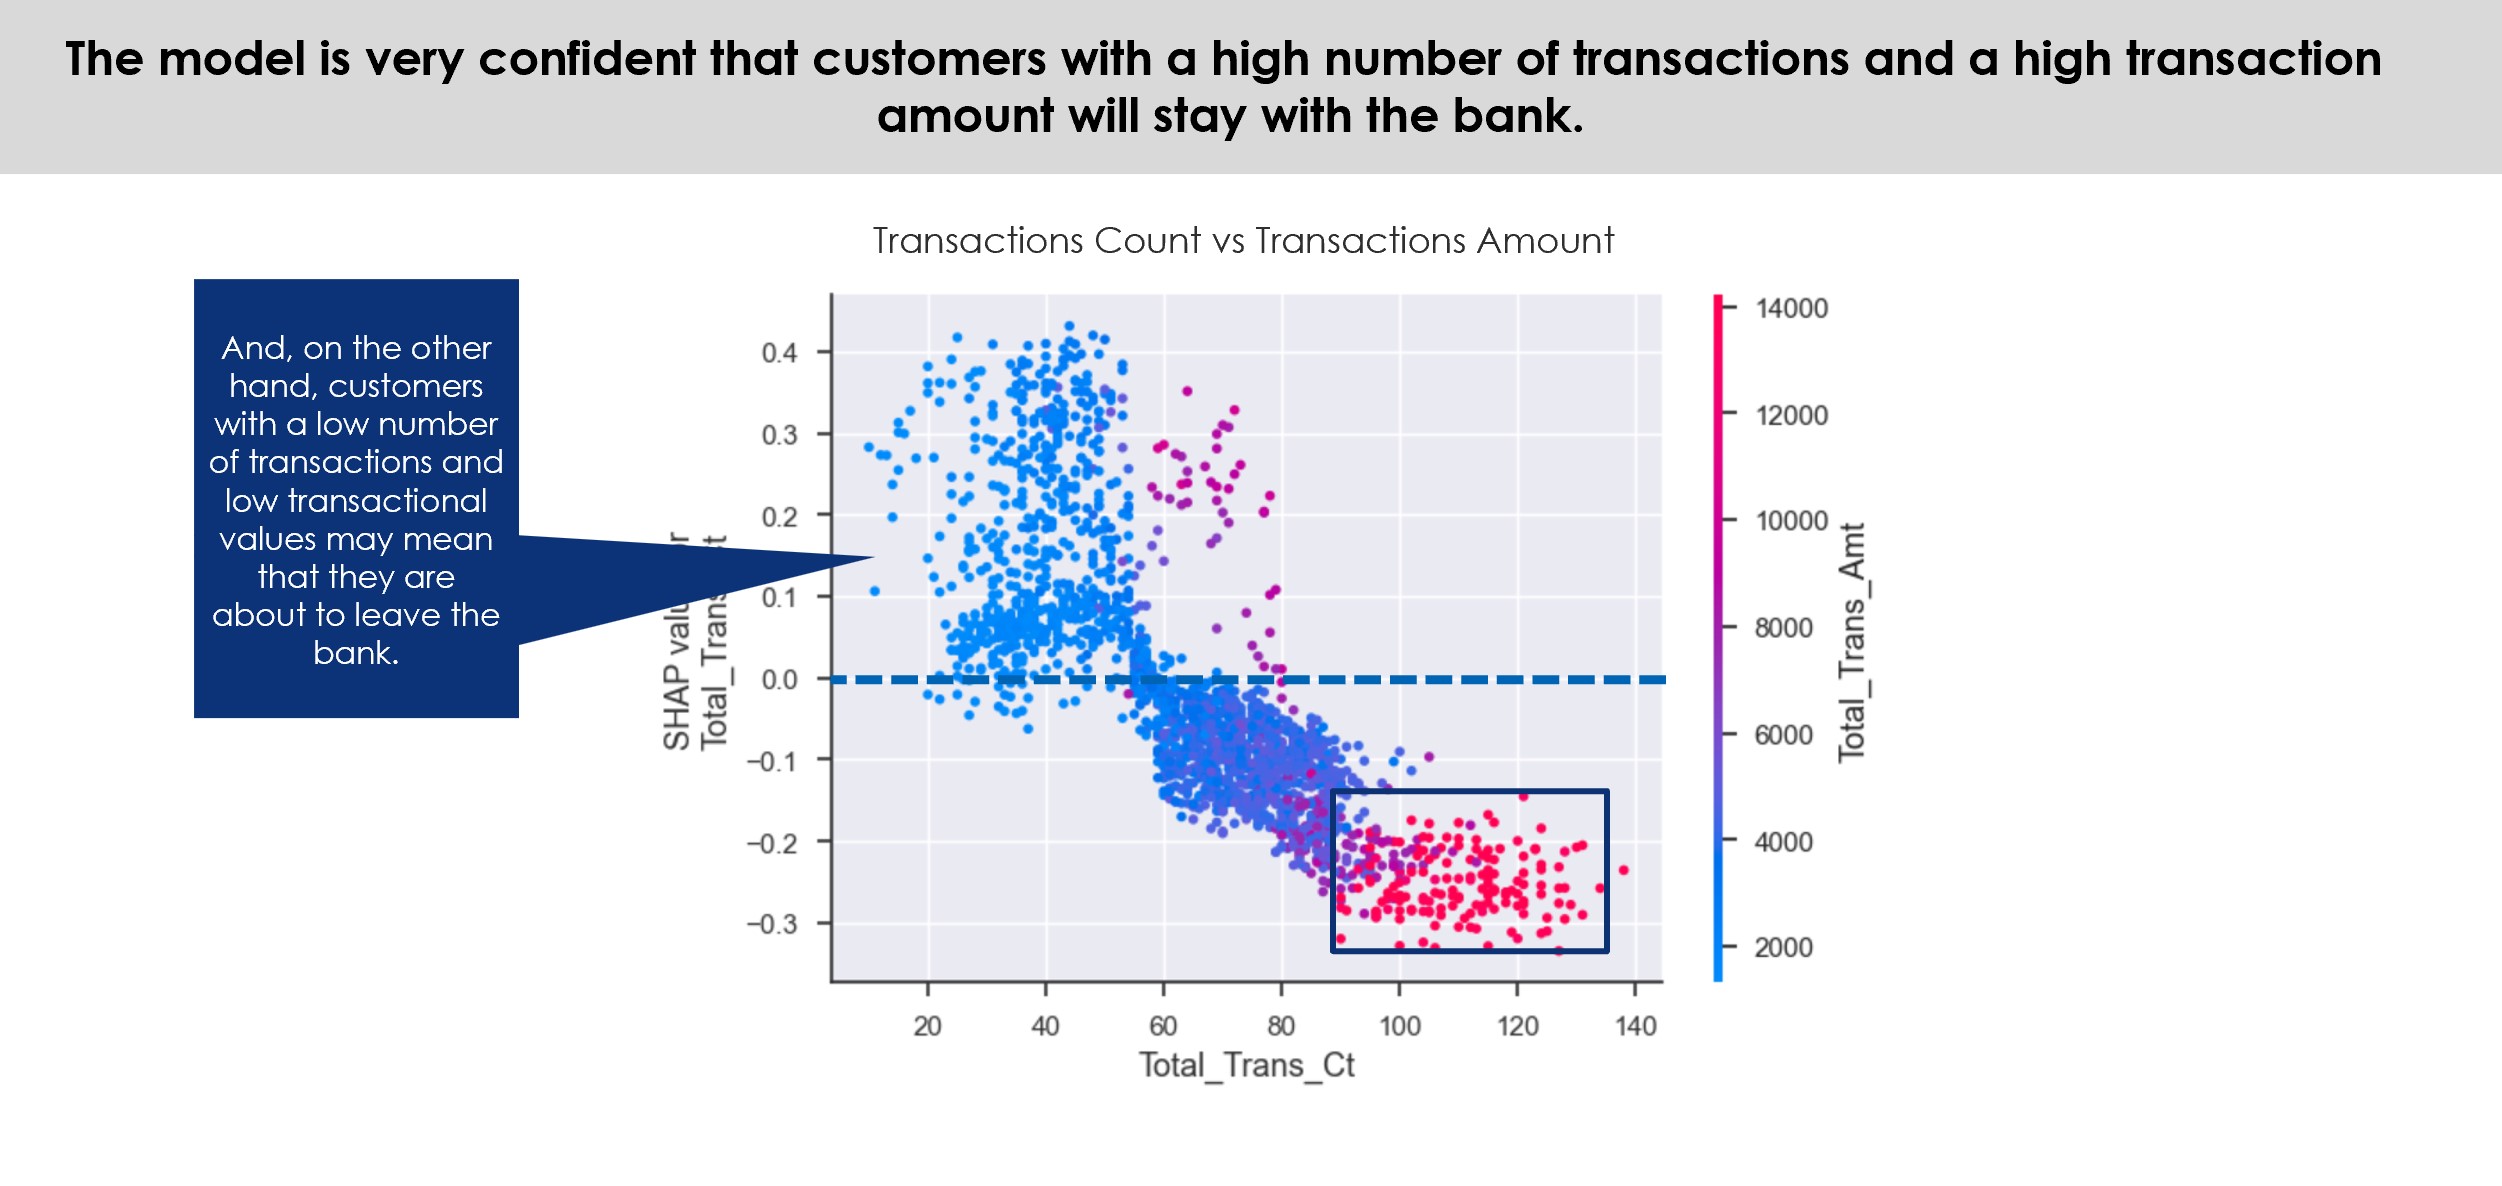 The model is very confident that customers with a high number of transactions and a high transaction
amount will stay with the bank.
Transactions Count vs Transactions Amount
And, on the other
hand, customers
with a low number
of transactions and
low transactional
values may mean
that they are
about to leave the
bank.
SHAP
0.4
0.3
0.2
0.1
0.0
−0.1
−0.2
−0.3
20
40
60
80
100
120
140
Total_Trans_Ct
14000
12000
10000
8000
6000
4000
2000
Total_Trans_Amt